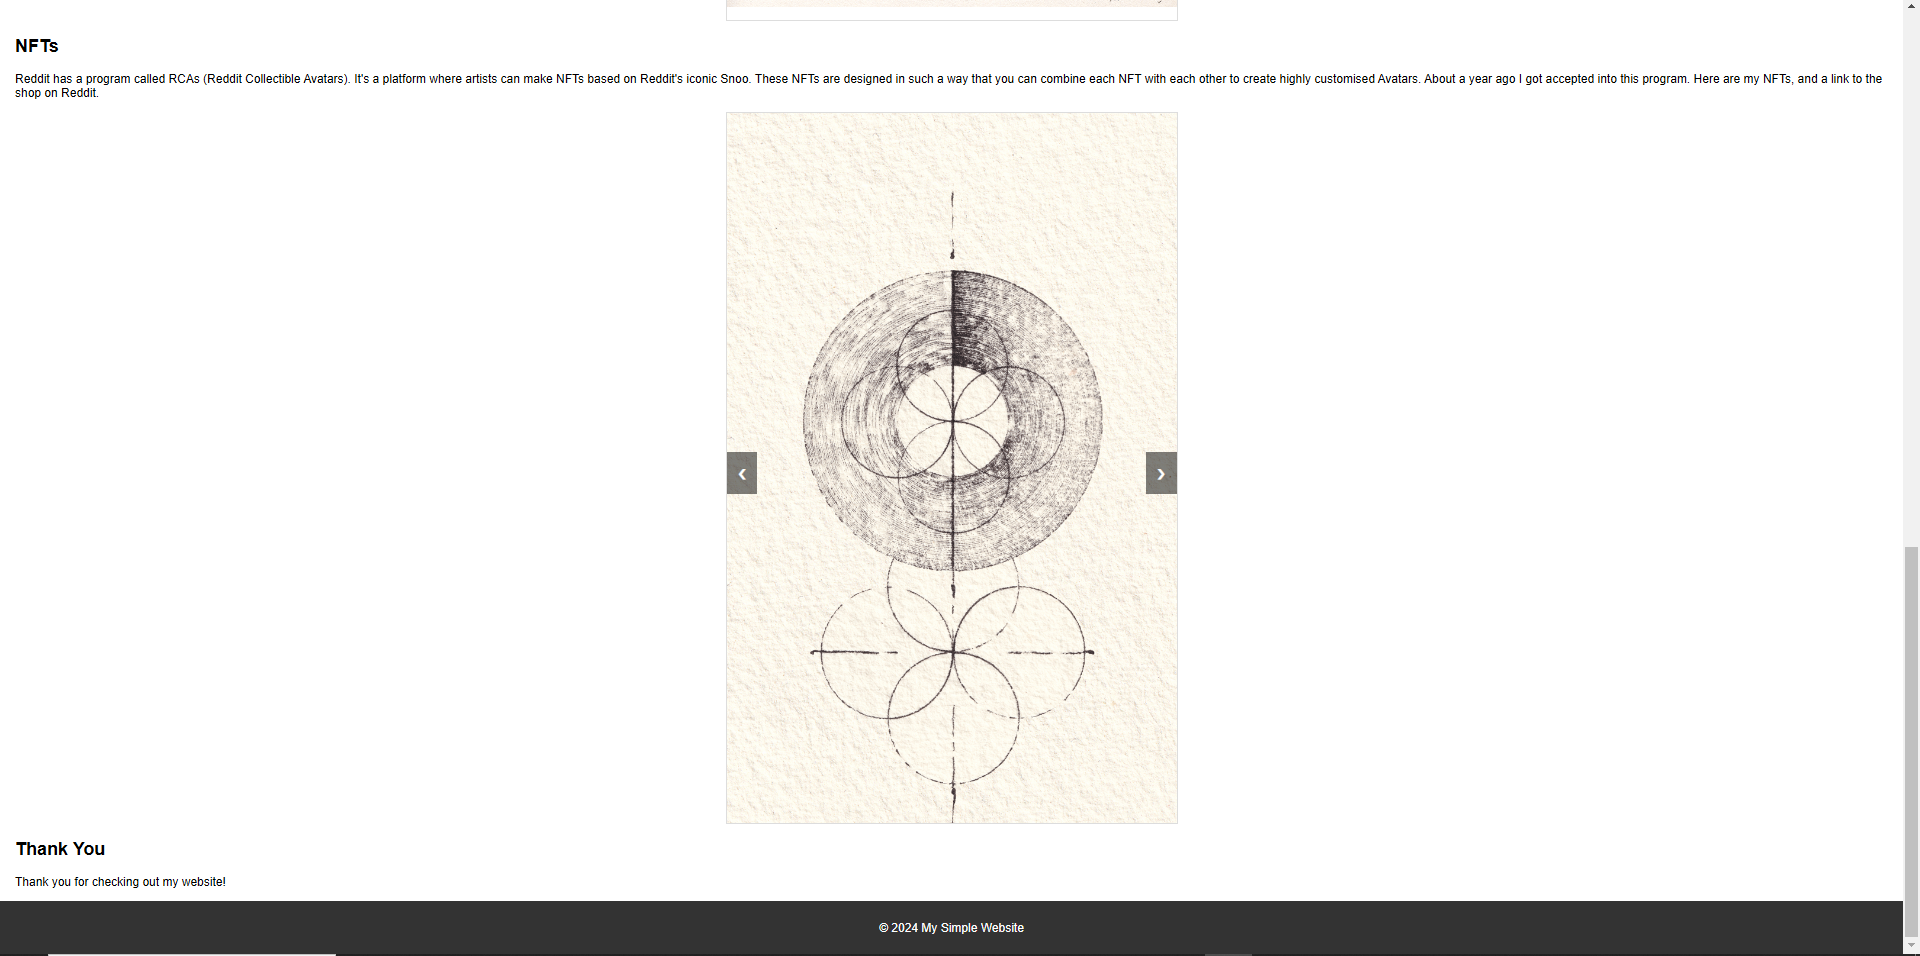 NFTs
Reddit has a program called RCAs (Reddit Collectible Avatars). It's a platform where artists can make NFTs based on Reddit's iconic Snoo. These NFTs are designed in such a way that you can combine each NFT with each other to create highly customised Avatars. About a year ago I got accepted into this program. Here are my NFTs, and a link to the
shop on Reddit.
Thank You
Thank you for checking out my website!
© 2024 My Simple Website